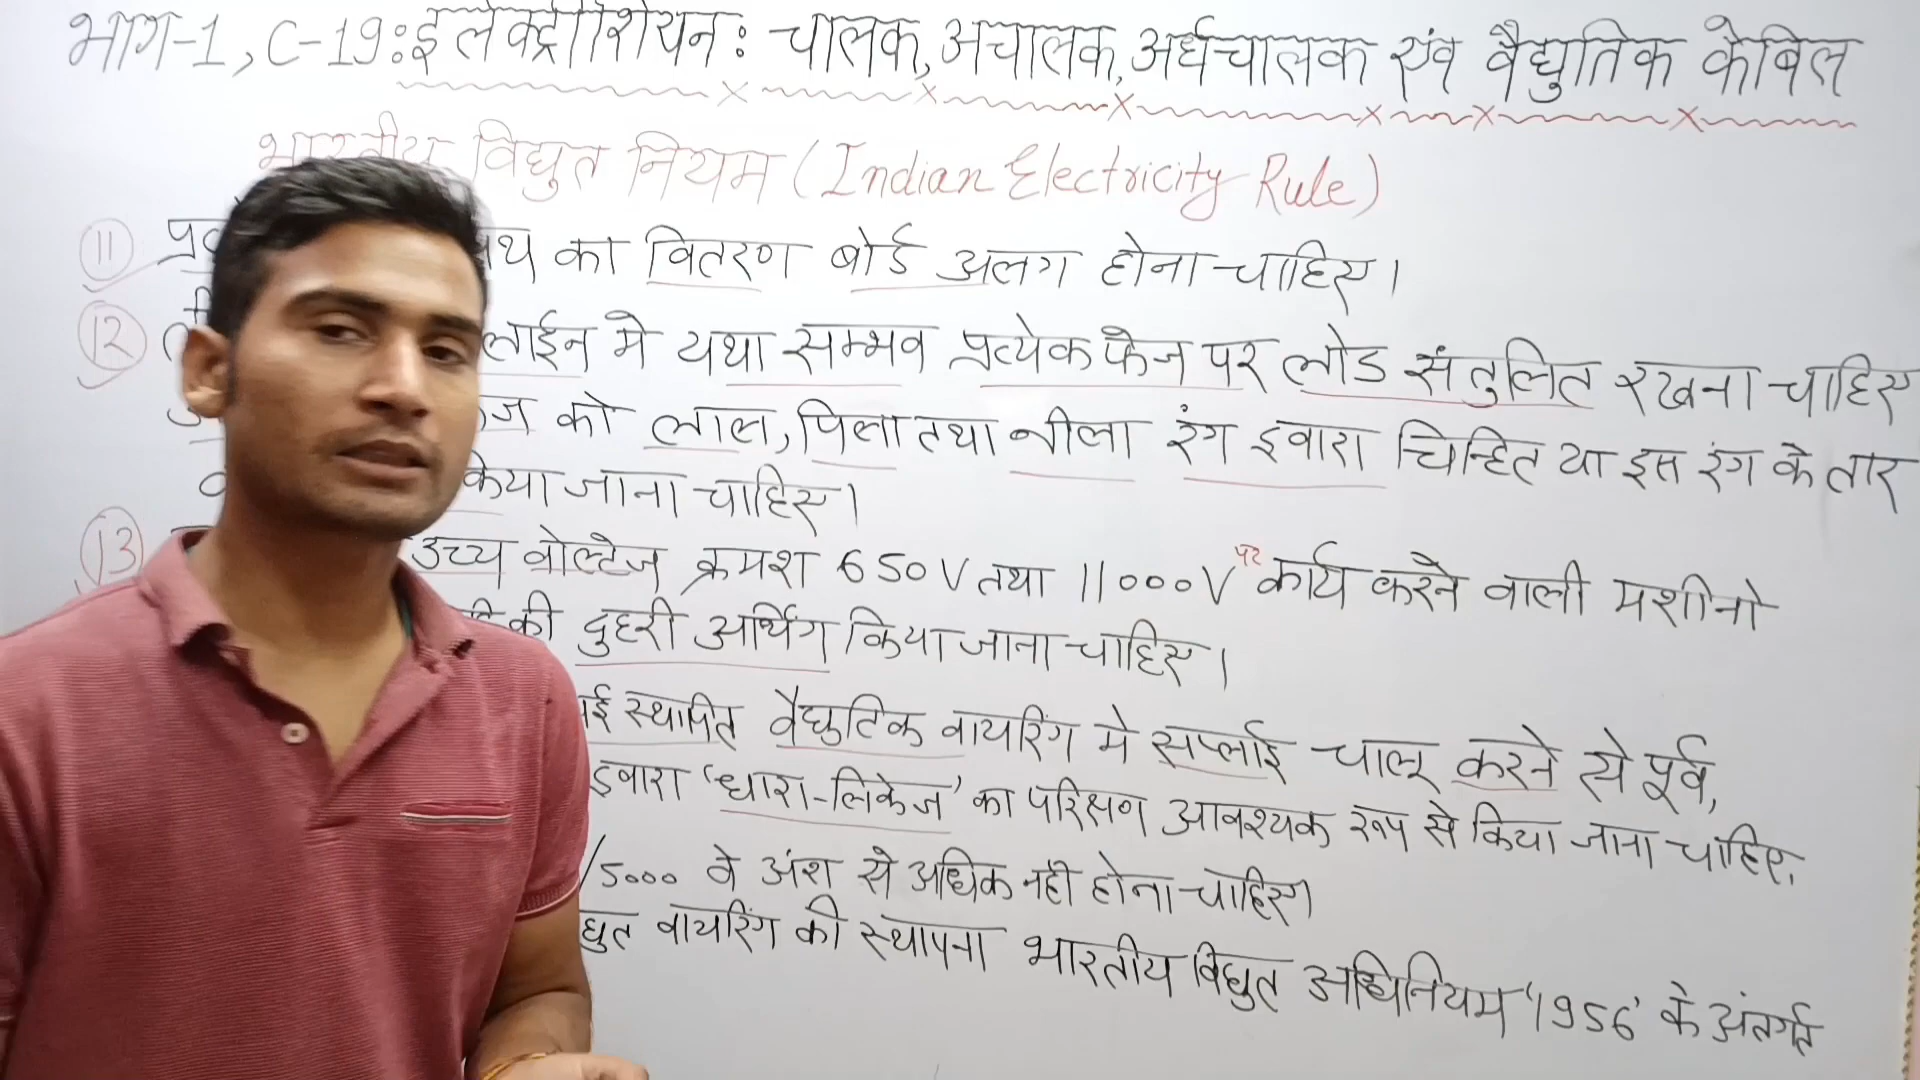 भाग-1, C-19: इलेक्ट्रीशियन: चालक, अचालक, अर्धचालक एंव वैद्युतिक केबिल
भारतीय विद्युत नियम (Indian Electricity Rule)
11 का वितरण बोर्ड अलग होना चाहिए।
12 लाईन मे यथा सम्भव प्रत्येक फेज पर लोड संतुलित रखना चाहिए
को लाल, पिला तथा नीला रंग द्वारा चिन्हित या इस रंग के तार
किया जाना चाहिए।
13 उच्च वोल्टेज क्रमश 650V तथा 11000V पर कार्य करने वाली मशीनो
की दुहरी अर्थिंग किया जाना चाहिए।
स्थापित वैद्युतिक वायरिंग मे सप्लाई चालू करने से पूर्व,
द्वारा 'धारा-लिकेज' का परिक्षण आवश्यक रूप से किया जाना चाहिए,
/5000 वे अंश से अधिक नही होना चाहिए।
वायरिंग की स्थापना भारतीय विद्युत अधिनियम '1956' के अंतर्गत